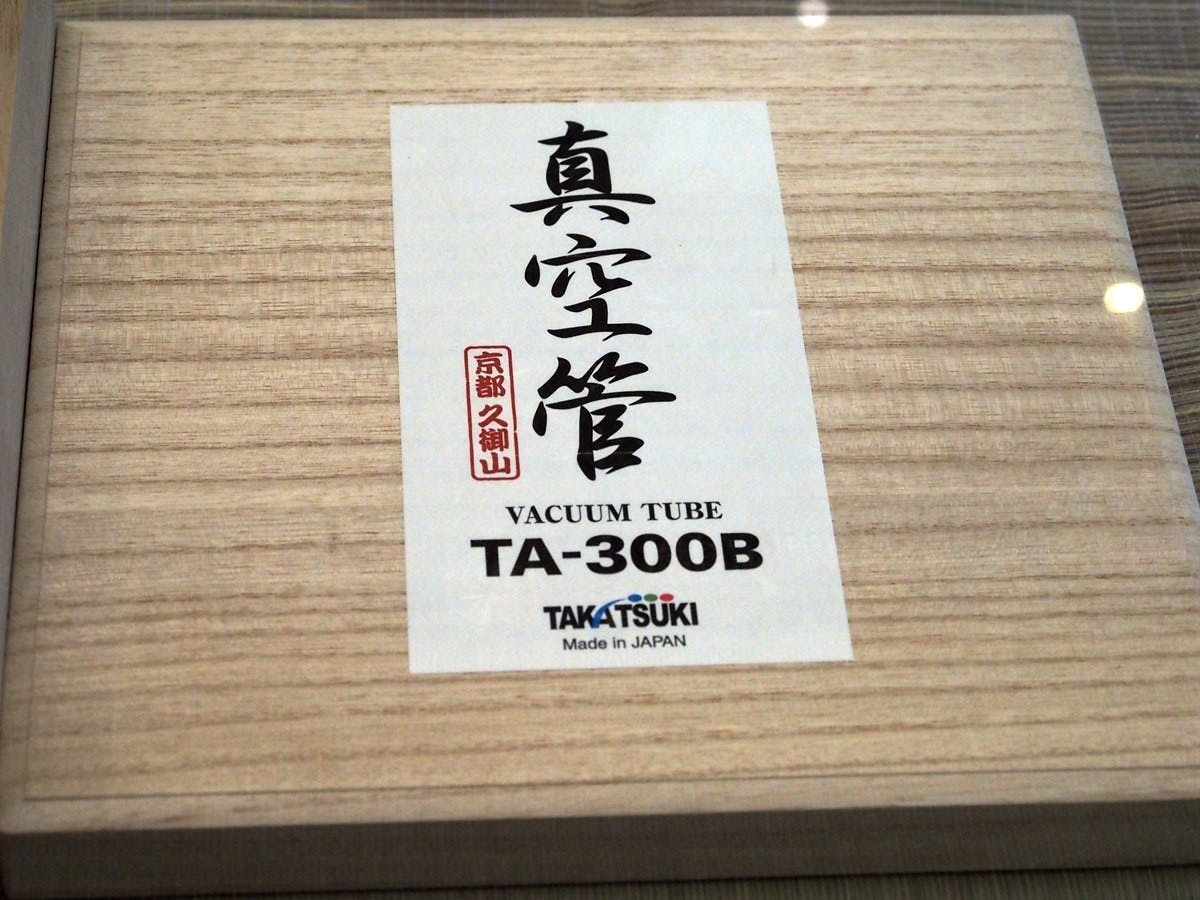 真空管
京都 久御山
VACUUM TUBE
TA-300B
TAKATSUKI
Made in JAPAN